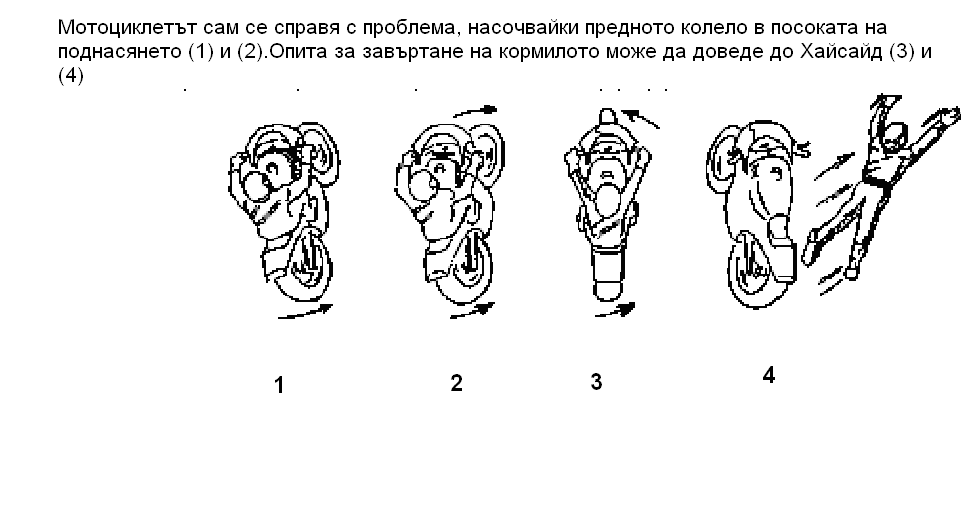 Мотоциклетът сам се справя с проблема, насочвайки предното колело в посоката на
поднасянето (1) и (2).Опита за завъртане на кормилото може да доведе до Хайсайд (3) и
(4)
1 2 3 4